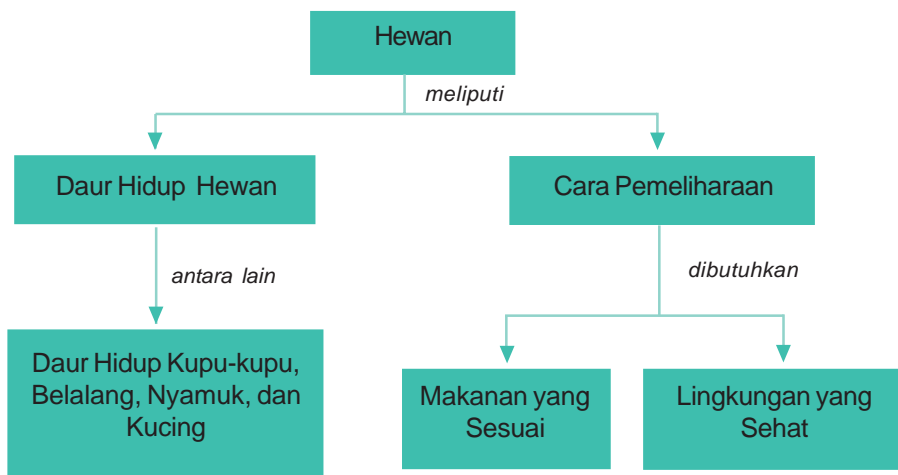 Hewan
meliputi
Daur Hidup Hewan
Cara Pemeliharaan
antara lain
dibutuhkan
Daur Hidup Kupu-kupu,
Belalang, Nyamuk, dan
Kucing
Makanan yang
Sesuai
Lingkungan yang
Sehat